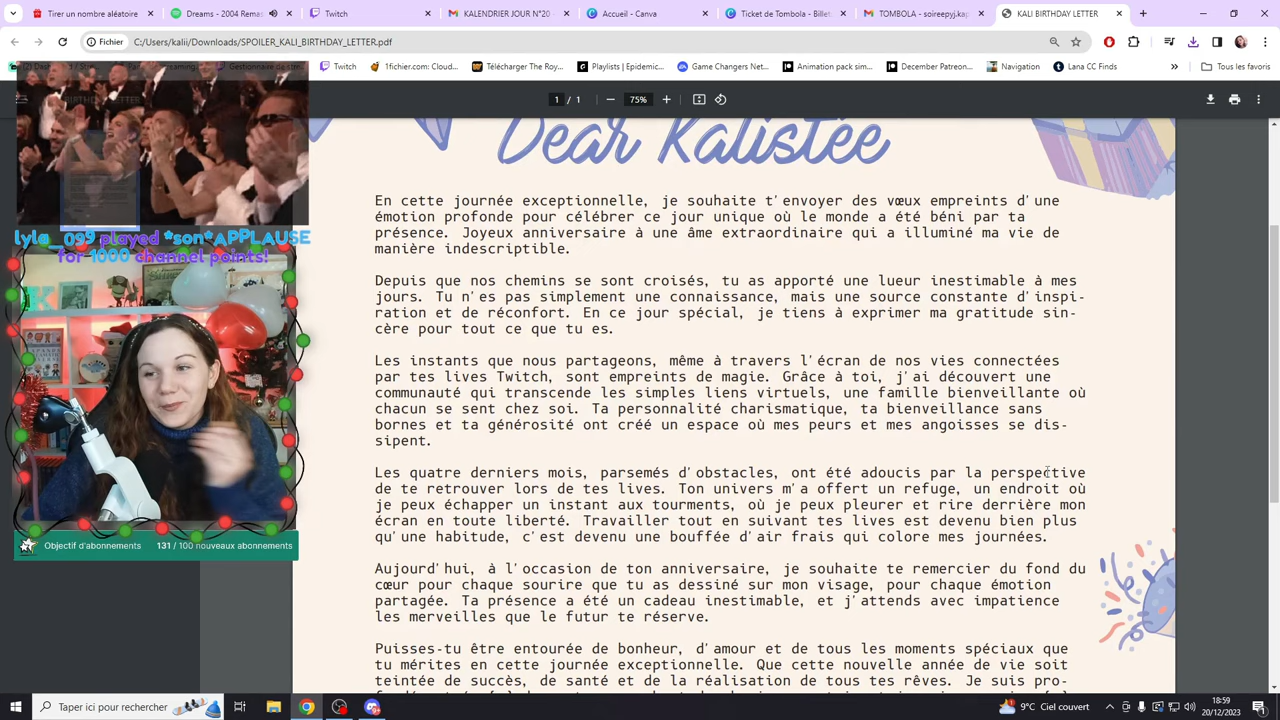 Tirer un nombre aléatoire
Dreams - 2004 Remas
Twitch
KALENDRIER JOUR N°20 -
Accueil - Canva
Ticket de Tombola - Billet
TOMBOLA - soireepyj.kap
KALI BIRTHDAY LETTER
Fichier
C:/Users/kalii/Downloads/SPOILER_KALI_BIRTHDAY_LETTER.pdf
Twitch
1fichier.com: Cloud...
Télécharger The Roy...
Playlists | Epidemic...
Game Changers Net...
Animation pack sim...
December Patreon...
Navigation
Lana CC Finds
Tous les favoris
1 / 1
75%
Dear Kalistée
En cette journée exceptionnelle, je souhaite t'envoyer des vœux empreints d'une
émotion profonde pour célébrer ce jour unique où le monde a été béni par ta
présence. Joyeux anniversaire à une âme extraordinaire qui a illuminé ma vie de
manière indescriptible.
Depuis que nos chemins se sont croisés, tu as apporté une lueur inestimable à mes
jours. Tu n'es pas simplement une connaissance, mais une source constante d'inspi-
ration et de réconfort. En ce jour spécial, je tiens à exprimer ma gratitude sin-
cère pour tout ce que tu es.
Les instants que nous partageons, même à travers l'écran de nos vies connectées
par tes lives Twitch, sont empreints de magie. Grâce à toi, j'ai découvert une
communauté qui transcende les simples liens virtuels, une famille bienveillante où
chacun se sent chez soi. Ta personnalité charismatique, ta bienveillance sans
bornes et ta générosité ont créé un espace où mes peurs et mes angoisses se dis-
sipent.
Les quatre derniers mois, parsemés d'obstacles, ont été adoucis par la perspective
de te retrouver lors de tes lives. Ton univers m'a offert un refuge, un endroit où
je peux échapper un instant aux tourments, où je peux pleurer et rire derrière mon
écran en toute liberté. Travailler tout en suivant tes lives est devenu bien plus
qu'une habitude, c'est devenu une bouffée d'air frais qui colore mes journées.
Aujourd'hui, à l'occasion de ton anniversaire, je souhaite te remercier du fond du
cœur pour chaque sourire que tu as dessiné sur mon visage, pour chaque émotion
partagée. Ta présence a été un cadeau inestimable, et j'attends avec impatience
les merveilles que le futur te réserve.
Puisses-tu être entourée de bonheur, d'amour et de tous les moments spéciaux que
tu mérites en cette journée exceptionnelle. Que cette nouvelle année de vie soit
teintée de succès, de santé et de la réalisation de tous tes rêves. Je suis pro-
lyla_099 played *son*APPLAUSE
for 1000 channel points!
Objectif d'abonnements
131 / 100 nouveaux abonnements
Taper ici pour rechercher
9°C Ciel couvert
18:59
20/12/2023